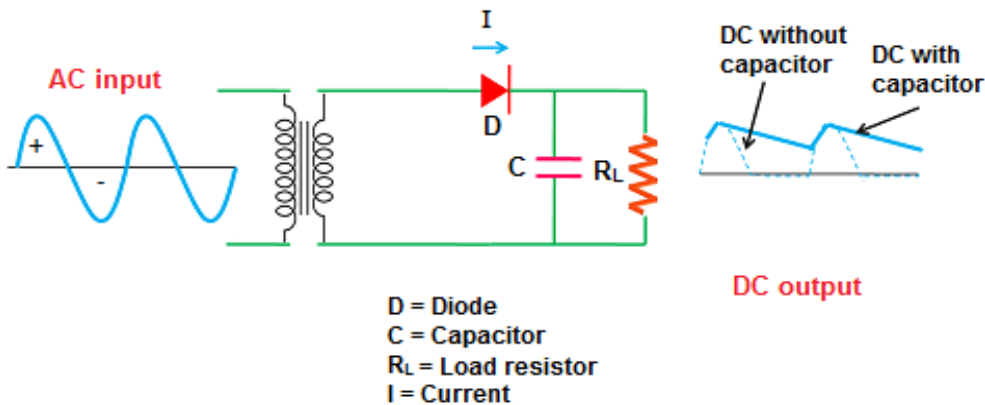 I
DC without
capacitor
DC with
capacitor
AC input
+
-
D
C
RL
DC output
D = Diode
C = Capacitor
RL = Load resistor
I = Current